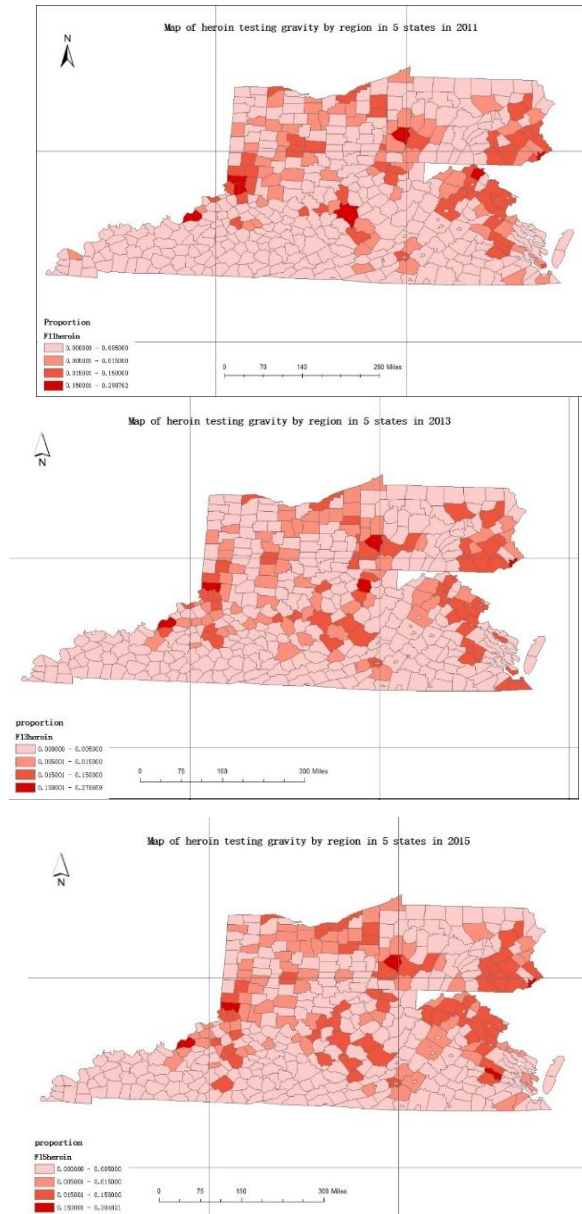 Map of heroin testing gravity by region in 5 states in 2011
N
Proportion
F11heroin
0.000000 - 0.005000
0.005001 - 0.015000
0.015001 - 0.150000
0.150001 - 0.290702
0 70 140 280 Miles
Map of heroin testing gravity by region in 5 states in 2013
N
proportion
F13heroin
0.000000 - 0.005000
0.005001 - 0.015000
0.015001 - 0.150000
0 75 150 300 Miles
Map of heroin testing gravity by region in 5 states in 2015
N
proportion
F15heroin
0.000000 - 0.005000
0.005001 - 0.015000
0.015001 - 0.150000
0 75 150 300 Miles